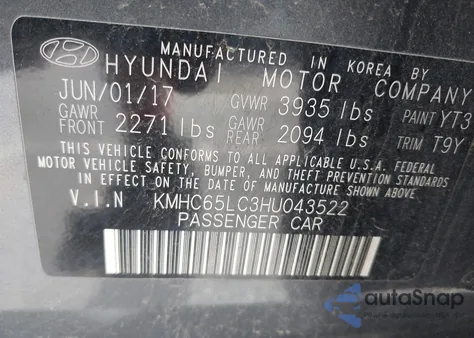 MANUFACTURED IN KOREA BY
HYUNDAI MOTOR COMPANY
JUN/01/17 GVWR 3935 lbs PAINT YT3
GAWR FRONT 2271 lbs GAWR REAR 2094 lbs TRIM T9Y
THIS VEHICLE CONFORMS TO ALL APPLICABLE U.S.A. FEDERAL
MOTOR VEHICLE SAFETY, BUMPER, AND THEFT PREVENTION STANDARDS
IN EFFECT ON THE DATE OF MANUFACTURE SHOWN ABOVE.
V.I.N KMHC65LC3HU043522
PASSENGER CAR
autoSnap